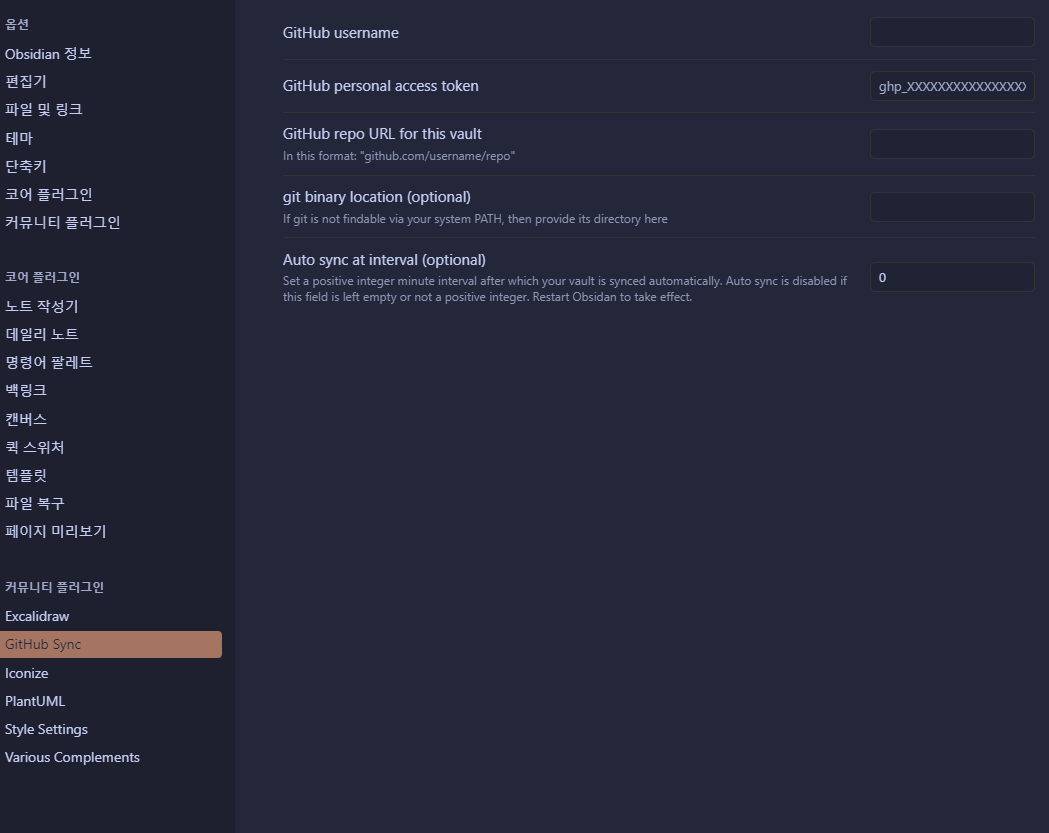 옵션
Obsidian 정보
편집기
파일 및 링크
테마
단축키
코어 플러그인
커뮤니티 플러그인
코어 플러그인
노트 작성기
데일리 노트
명령어 팔레트
백링크
캔버스
퀵 스위처
템플릿
파일 복구
페이지 미리보기
커뮤니티 플러그인
Excalidraw
GitHub Sync
Iconize
PlantUML
Style Settings
Various Complements
GitHub username
GitHub personal access token
ghp_XXXXXXXXXXXXXXXX
GitHub repo URL for this vault
In this format: "github.com/username/repo"
git binary location (optional)
If git is not findable via your system PATH, then provide its directory here
Auto sync at interval (optional)
Set a positive integer minute interval after which your vault is synced automatically. Auto sync is disabled if
this field is left empty or not a positive integer. Restart Obsidan to take effect.
0